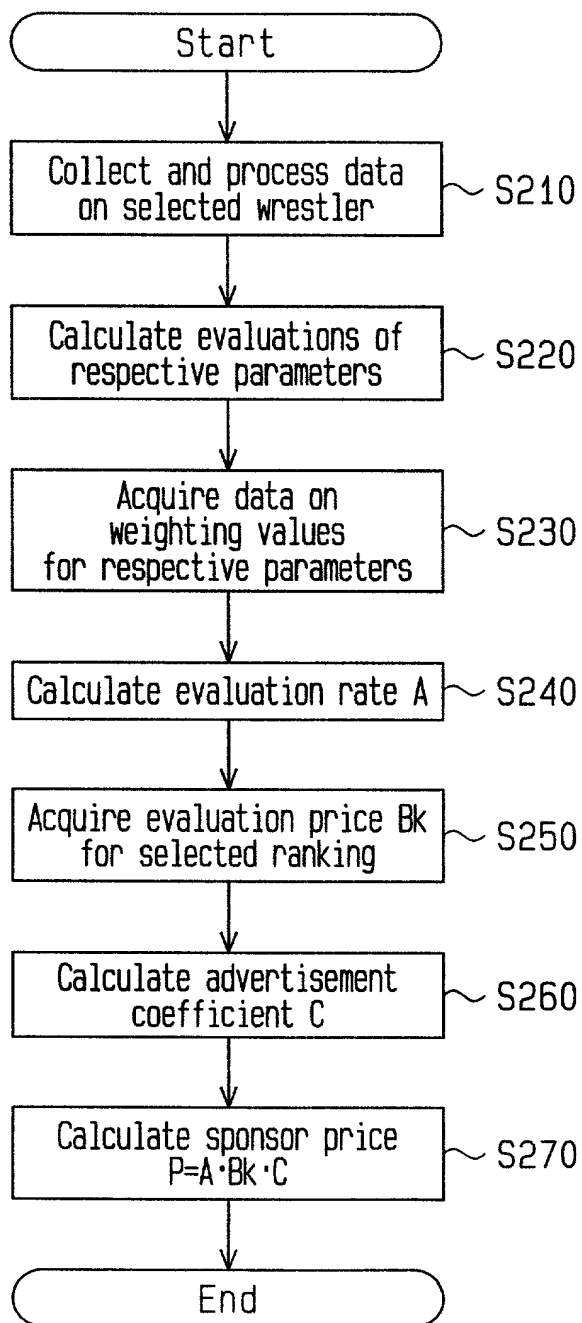 Start
Collect and process data
on selected wrestler
S210
Calculate evaluations of
respective parameters
S220
Acquire data on
weighting values
for respective parameters
S230
Calculate evaluation rate A
S240
Acquire evaluation price Bk
for selected ranking
S250
Calculate advertisement
coefficient C
S260
Calculate sponsor price
P=A·Bk·C
S270
End